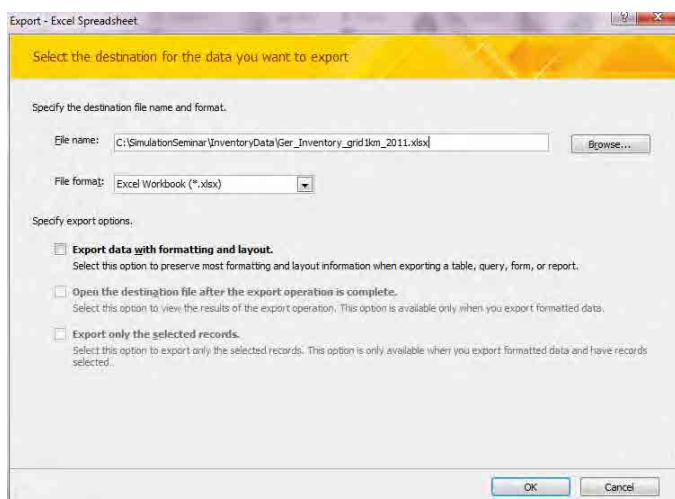 Export - Excel Spreadsheet
Select the destination for the data you want to export
Specify the destination file name and format.
File name: C:\SimulationSeminar\InventoryData\Ger_Inventory_grid1km_2011.xlsx Browse...
File format: Excel Workbook (*.xlsx)
Specify export options.
Export data with formatting and layout.
Select this option to preserve most formatting and layout information when exporting a table, query, form, or report.
Open the destination file after the export operation is complete.
Select this option to view the results of the export operation. This option is available only when you export formatted data.
Export only the selected records.
Select this option to export only the selected records. This option is only available when you export formatted data and have records
selected.
OK Cancel